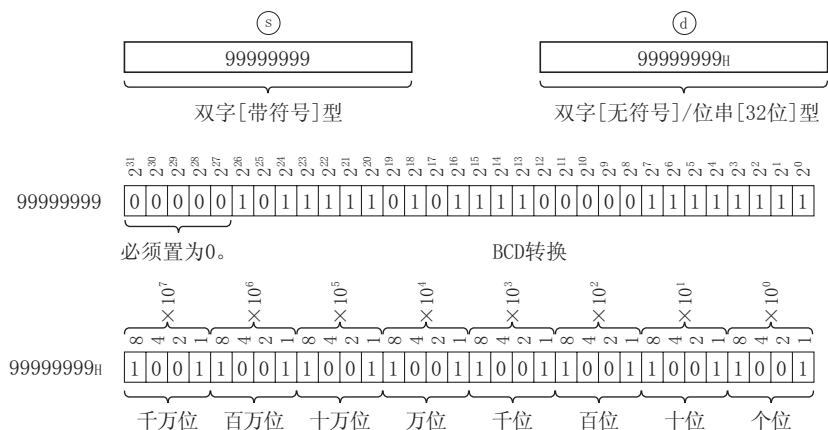 s d
99999999 99999999H
双字[带符号]型 双字[无符号]/位串[32位]型
2³¹ 2³⁰ 2²⁹ 2²⁸ 2²⁷ 2²⁶ 2²⁵ 2²⁴ 2²³ 2²² 2²¹ 2²⁰ 2¹⁹ 2¹⁸ 2¹⁷ 2¹⁶ 2¹⁵ 2¹⁴ 2¹³ 2¹² 2¹¹ 2¹⁰ 2⁹ 2⁸ 2⁷ 2⁶ 2⁵ 2⁴ 2³ 2² 2¹ 2⁰
99999999 0 0 0 0 0 1 0 1 1 1 1 1 0 1 0 1 1 1 1 0 0 0 0 0 1 1 1 1 1 1 1 1
必须置为0。 BCD转换
×10⁷ ×10⁶ ×10⁵ ×10⁴ ×10³ ×10² ×10¹ ×10⁰
8 4 2 1 8 4 2 1 8 4 2 1 8 4 2 1 8 4 2 1 8 4 2 1 8 4 2 1 8 4 2 1
99999999H 1 0 0 1 1 0 0 1 1 0 0 1 1 0 0 1 1 0 0 1 1 0 0 1 1 0 0 1 1 0 0 1
千万位 百万位 十万位 万位 千位 百位 十位 个位